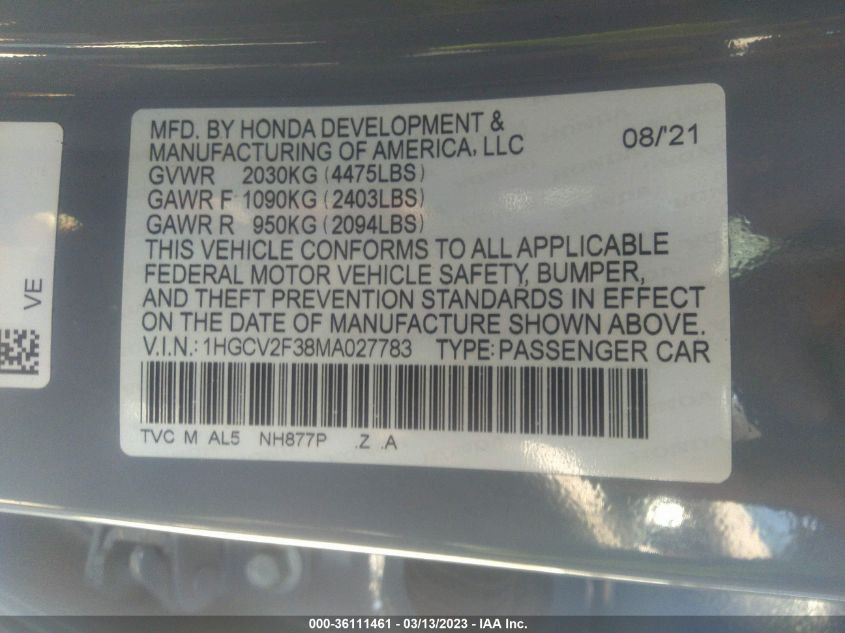 MFD. BY HONDA DEVELOPMENT &
MANUFACTURING OF AMERICA, LLC 08/'21
GVWR 2030KG (4475LBS)
GAWR F 1090KG (2403LBS)
GAWR R 950KG (2094LBS)
THIS VEHICLE CONFORMS TO ALL APPLICABLE
FEDERAL MOTOR VEHICLE SAFETY, BUMPER,
AND THEFT PREVENTION STANDARDS IN EFFECT
ON THE DATE OF MANUFACTURE SHOWN ABOVE.
V.I.N.: 1HGCV2F38MA027783 TYPE: PASSENGER CAR
TVC M AL5 NH877P .Z .A
VE
000-36111461 - 03/13/2023 - IAA Inc.